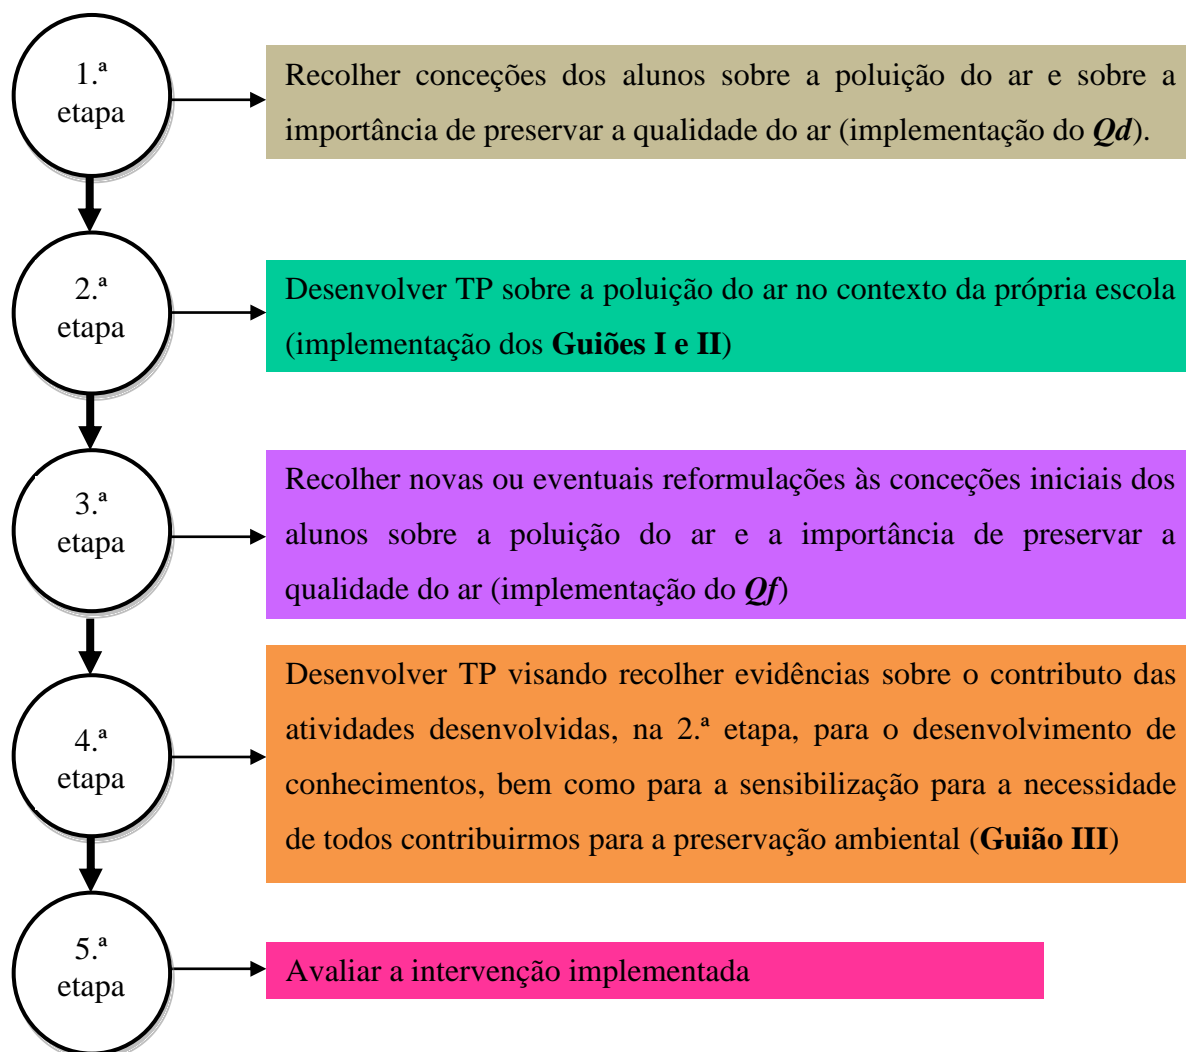 1.ª
etapa
Recolher conceções dos alunos sobre a poluição do ar e sobre a
importância de preservar a qualidade do ar (implementação do Qd).
2.ª
etapa
Desenvolver TP sobre a poluição do ar no contexto da própria escola
(implementação dos Guiões I e II)
3.ª
etapa
Recolher novas ou eventuais reformulações às conceções iniciais dos
alunos sobre a poluição do ar e a importância de preservar a
qualidade do ar (implementação do Qf)
4.ª
etapa
Desenvolver TP visando recolher evidências sobre o contributo das
atividades desenvolvidas, na 2.ª etapa, para o desenvolvimento de
conhecimentos, bem como para a sensibilização para a necessidade
de todos contribuirmos para a preservação ambiental (Guião III)
5.ª
etapa
Avaliar a intervenção implementada